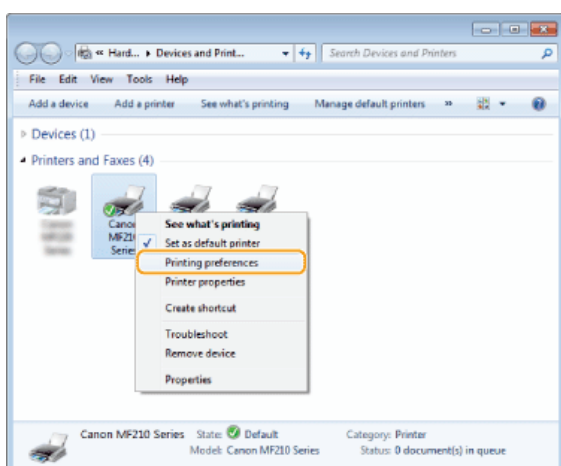 « Hard... ▸ Devices and Print... Search Devices and Printers
File Edit View Tools Help
Add a device Add a printer See what's printing Manage default printers »
Devices (1)
Printers and Faxes (4)
Canon
MF21
Series
See what's printing
Set as default printer
Printing preferences
Printer properties
Create shortcut
Troubleshoot
Remove device
Properties
Canon MF210 Series State: Default Category: Printer
Model: Canon MF210 Series Status: 0 document(s) in queue